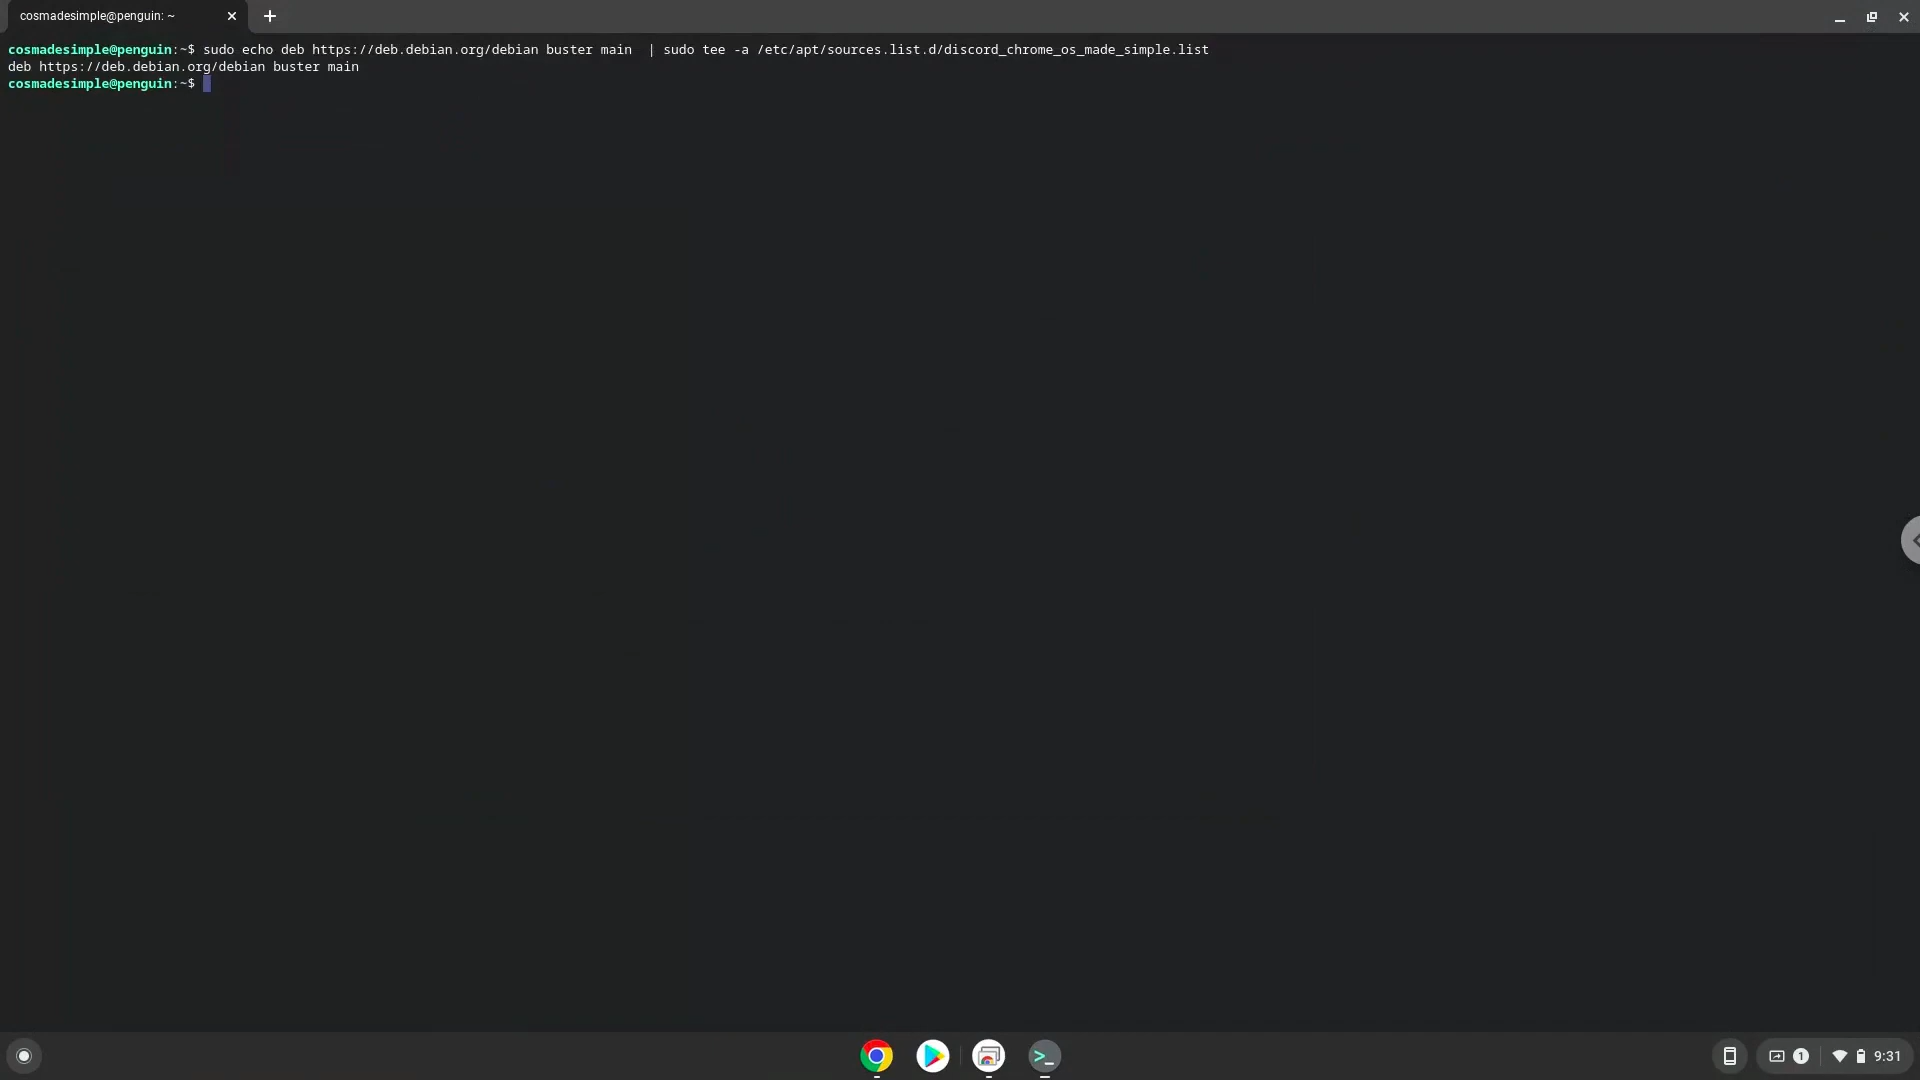 cosmadesimple@penguin: ~
cosmadesimple@penguin:~$ sudo echo deb https://deb.debian.org/debian buster main  | sudo tee -a /etc/apt/sources.list.d/discord_chrome_os_made_simple.list
deb https://deb.debian.org/debian buster main
cosmadesimple@penguin:~$
>_
1
9:31